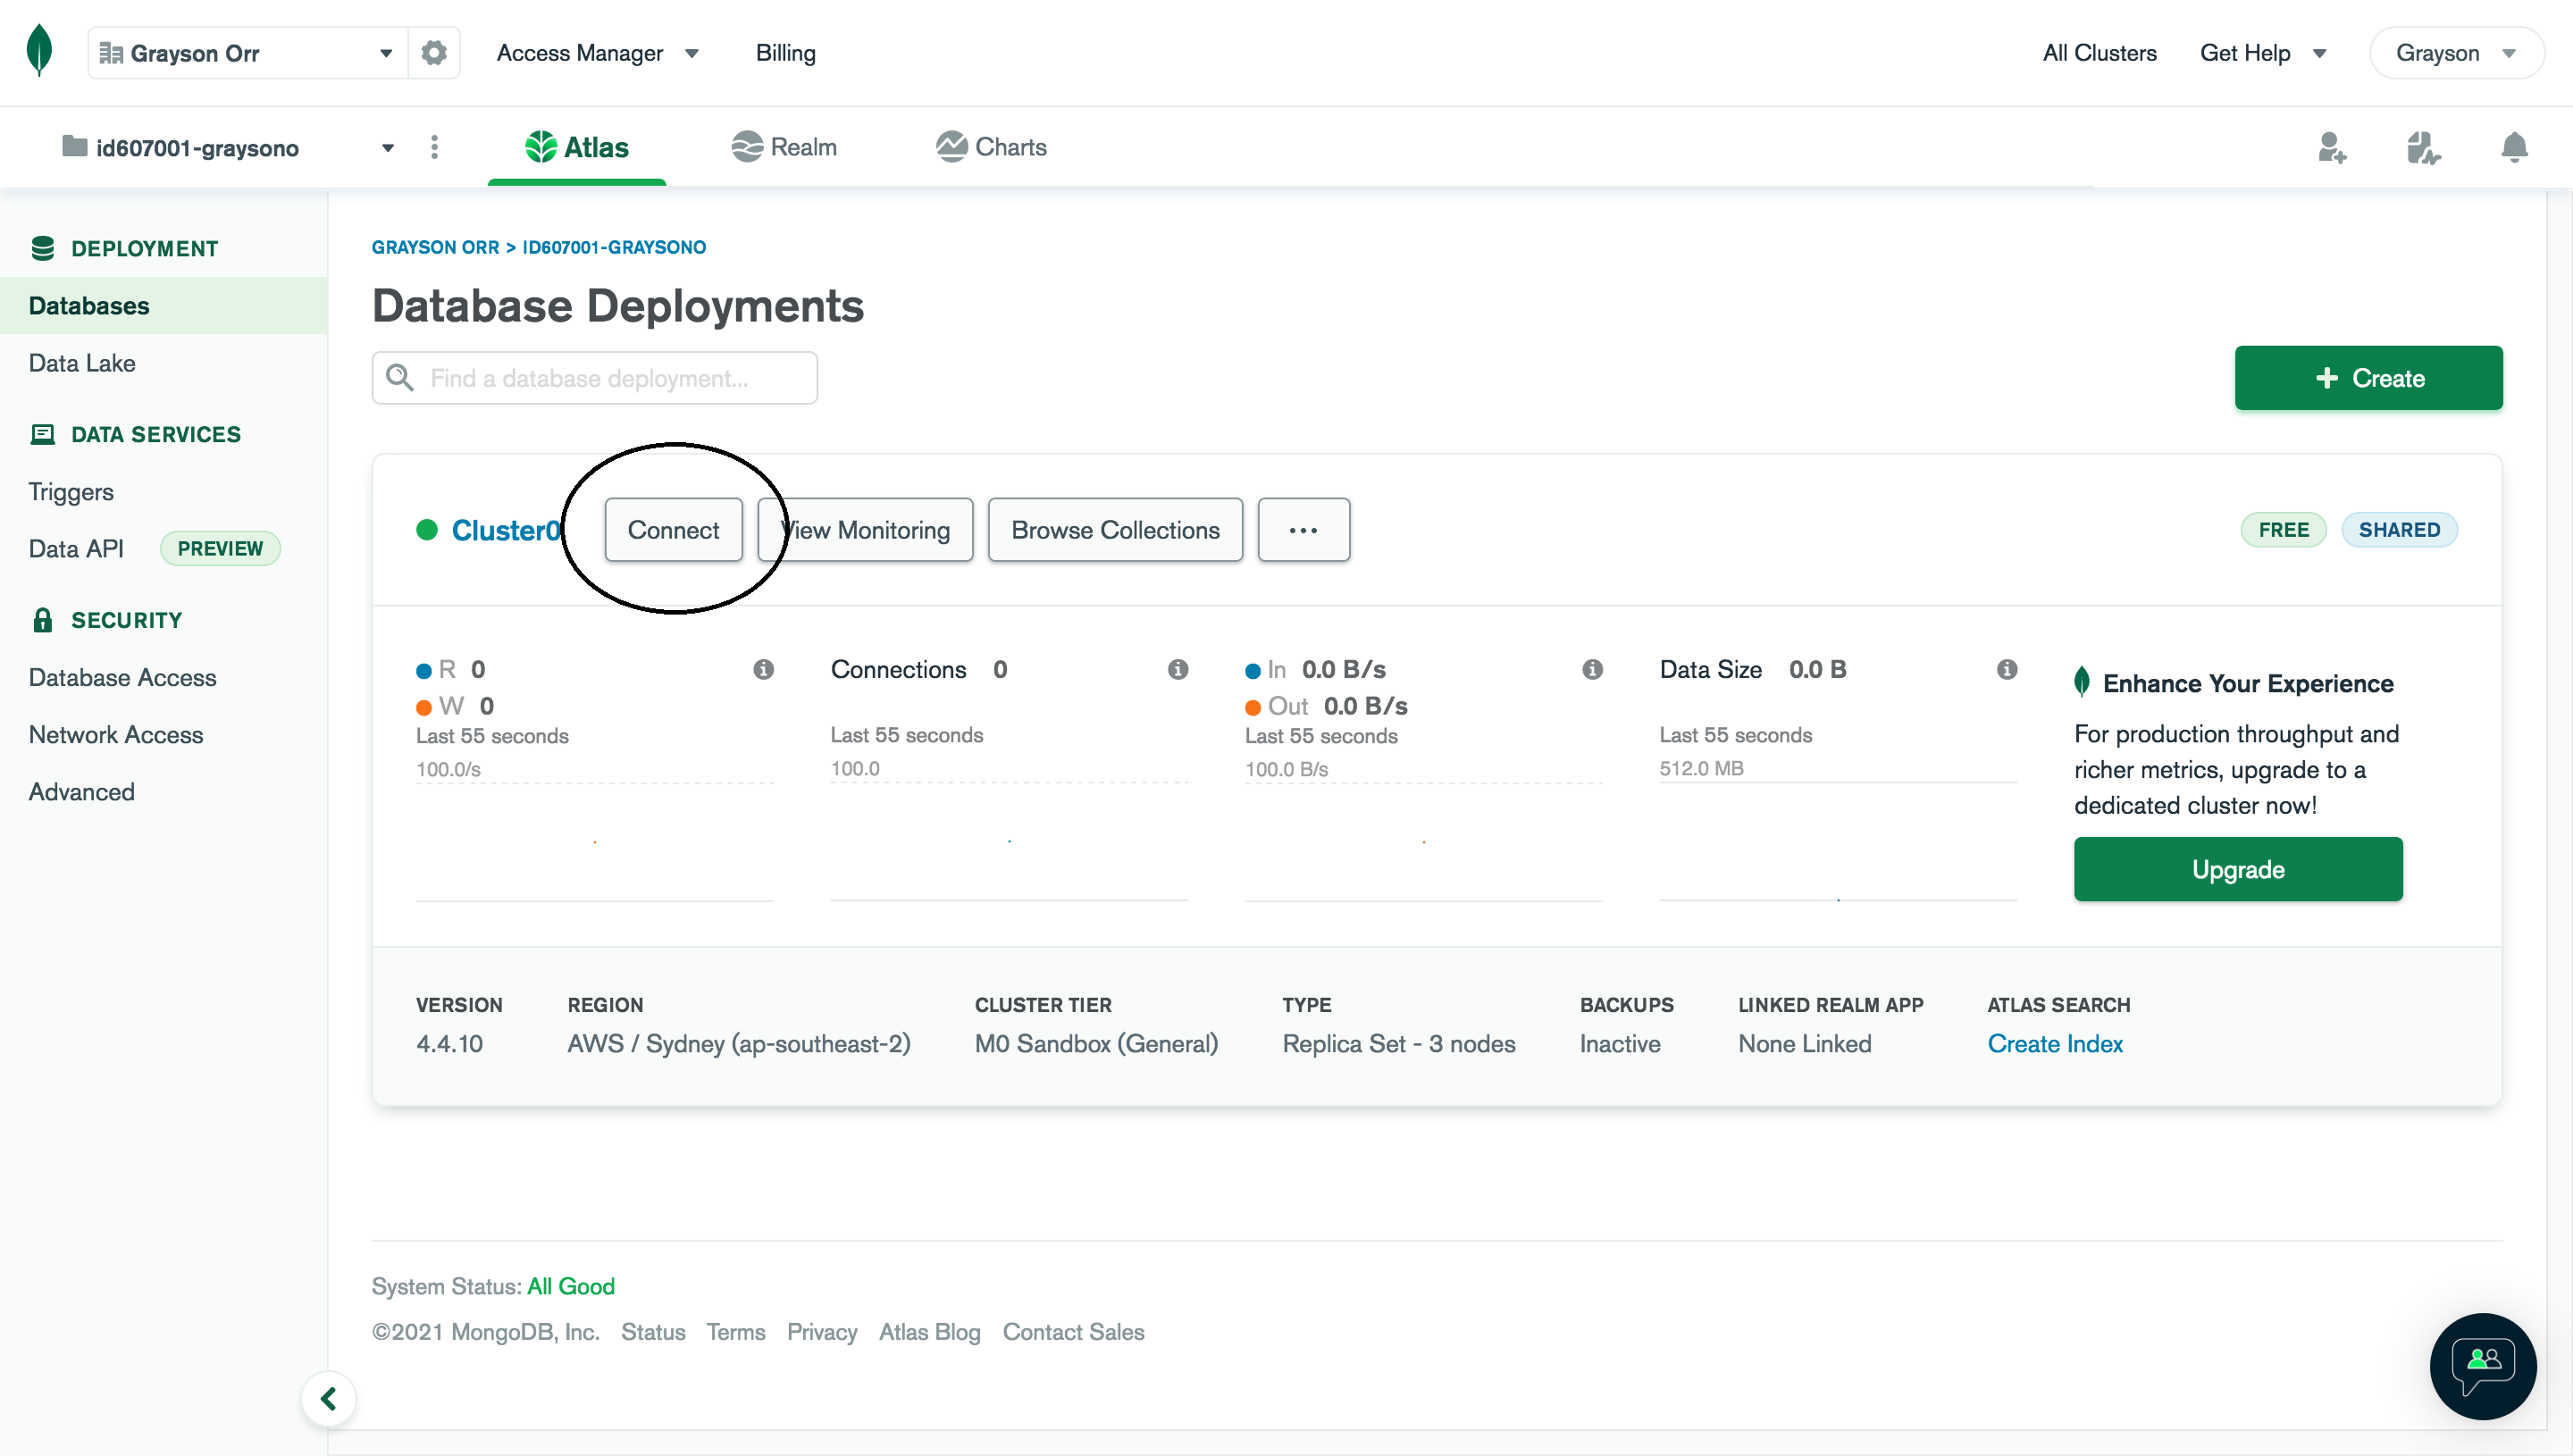 Grayson Orr
Access Manager
Billing
All Clusters
Get Help
Grayson
id607001-graysono
Atlas
Realm
Charts
DEPLOYMENT
Databases
Data Lake
DATA SERVICES
Triggers
Data API PREVIEW
SECURITY
Database Access
Network Access
Advanced
GRAYSON ORR > ID607001-GRAYSONO
Database Deployments
Find a database deployment...
+ Create
Cluster0
Connect
View Monitoring
Browse Collections
...
FREE
SHARED
R 0
W 0
Last 55 seconds
100.0/s
Connections 0
Last 55 seconds
100.0
In 0.0 B/s
Out 0.0 B/s
Last 55 seconds
100.0 B/s
Data Size 0.0 B
Last 55 seconds
512.0 MB
Enhance Your Experience
For production throughput and
richer metrics, upgrade to a
dedicated cluster now!
Upgrade
VERSION
4.4.10
REGION
AWS / Sydney (ap-southeast-2)
CLUSTER TIER
M0 Sandbox (General)
TYPE
Replica Set - 3 nodes
BACKUPS
Inactive
LINKED REALM APP
None Linked
ATLAS SEARCH
Create Index
System Status: All Good
©2021 MongoDB, Inc. Status Terms Privacy Atlas Blog Contact Sales